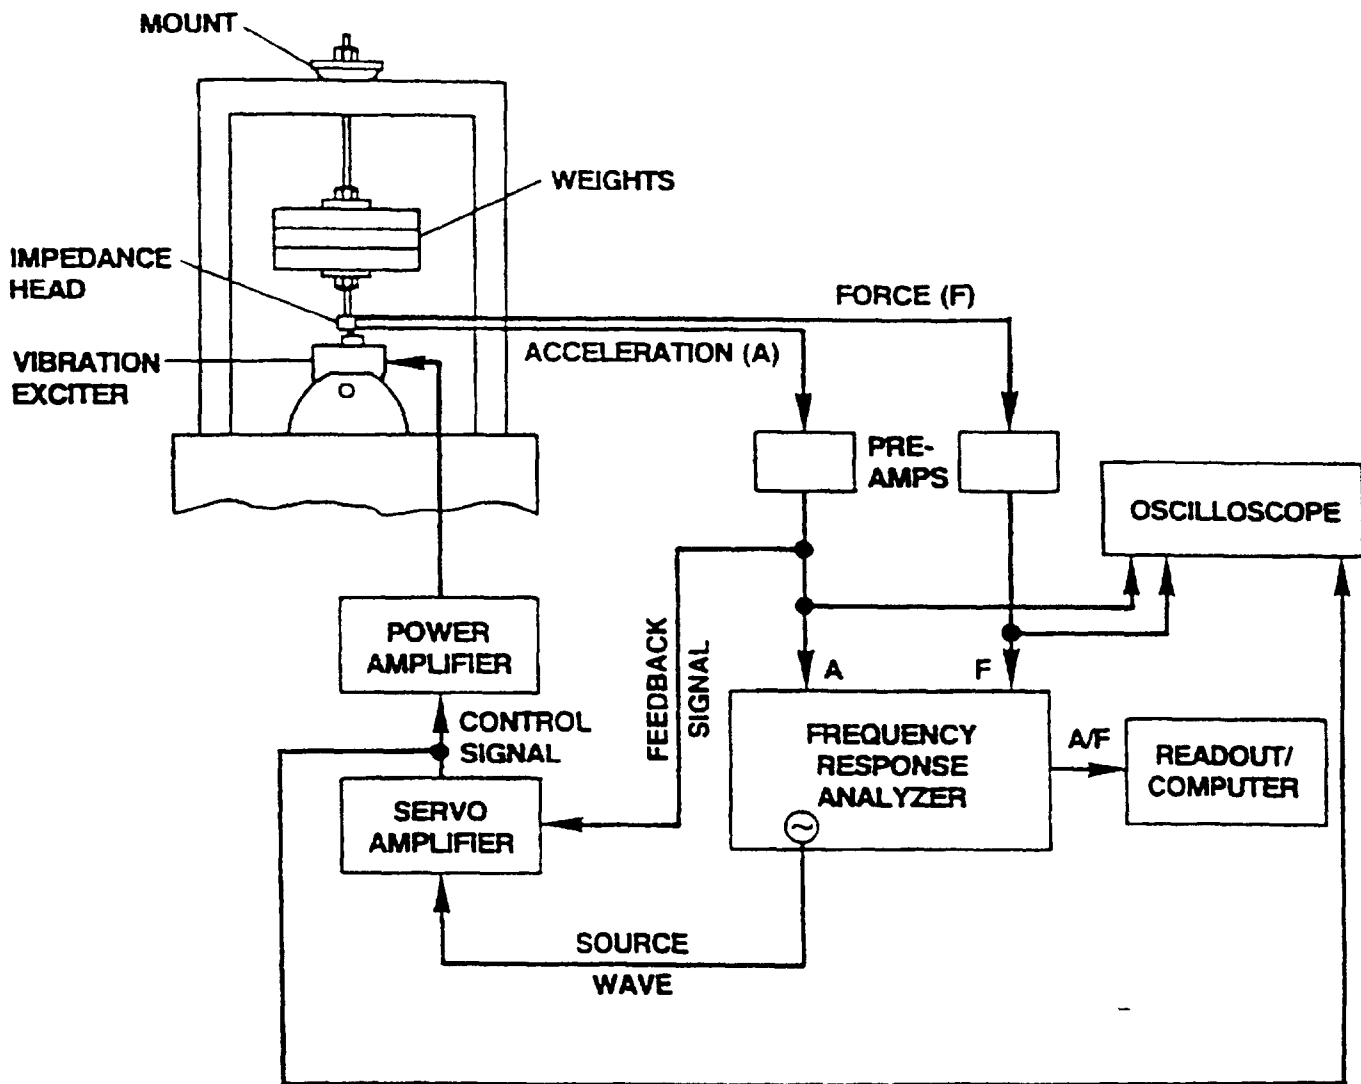 MOUNT
WEIGHTS
IMPEDANCE
HEAD
FORCE (F)
VIBRATION
EXCITER
ACCELERATION (A)
PRE-
AMPS
OSCILLOSCOPE
POWER
AMPLIFIER
FEEDBACK
SIGNAL
A
F
CONTROL
SIGNAL
FREQUENCY
RESPONSE
ANALYZER
A/F
READOUT/
COMPUTER
SERVO
AMPLIFIER
SOURCE
WAVE